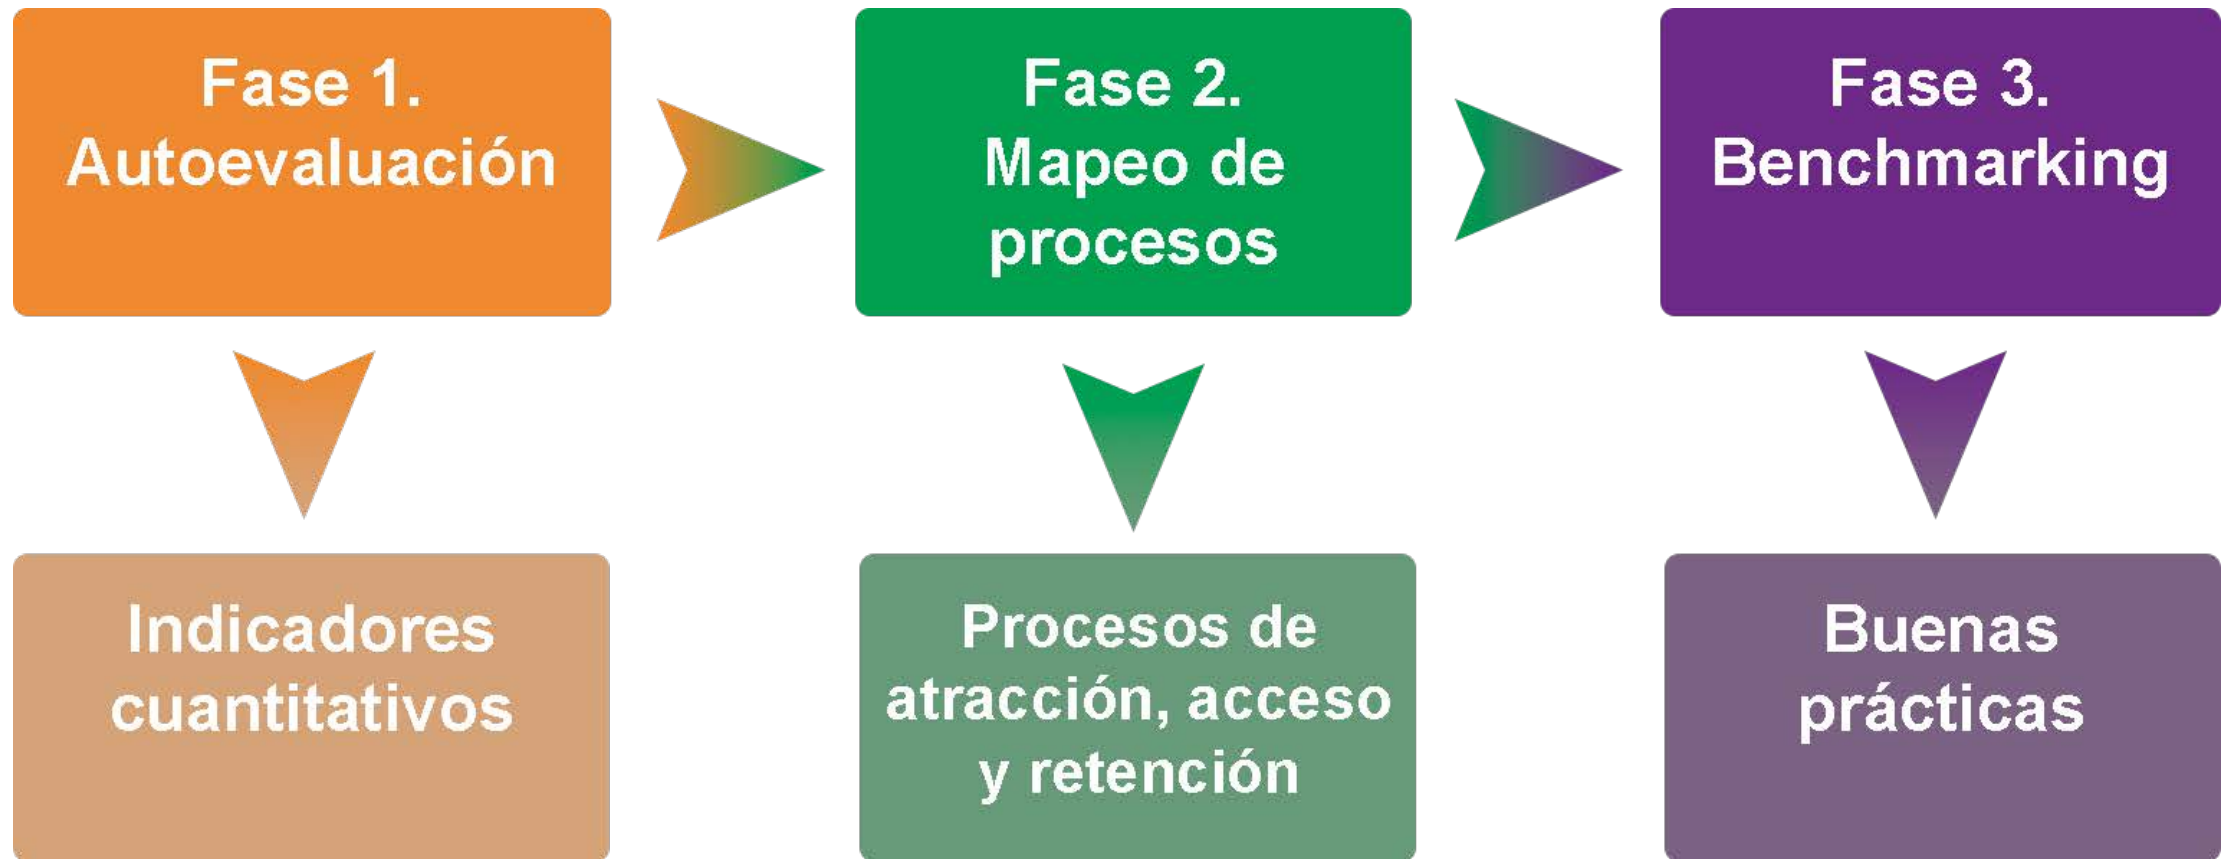 Fase 1.
Autoevaluación
Fase 2.
Mapeo de
procesos
Fase 3.
Benchmarking
Indicadores
cuantitativos
Procesos de
atracción, acceso
y retención
Buenas
prácticas